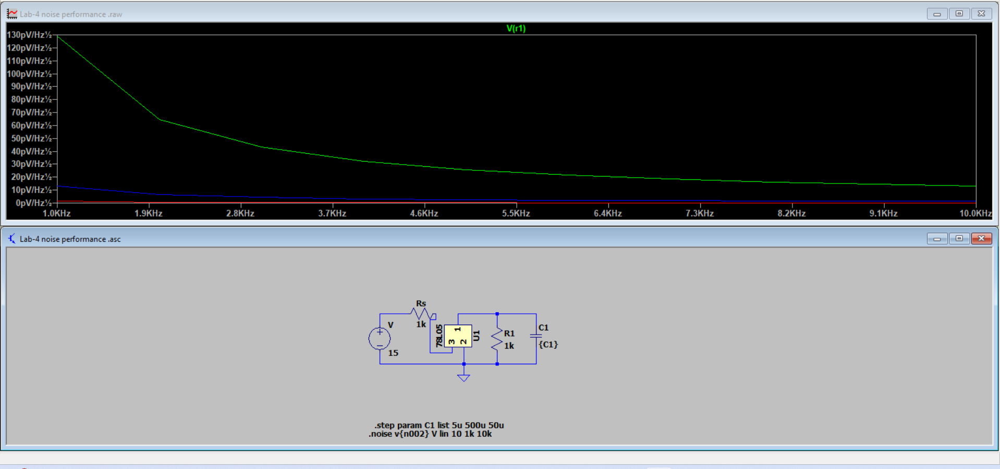 Lab-4 noise performance .raw
V(r1)
130pV/Hz½
120pV/Hz½
110pV/Hz½
100pV/Hz½
90pV/Hz½
80pV/Hz½
70pV/Hz½
60pV/Hz½
50pV/Hz½
40pV/Hz½
30pV/Hz½
20pV/Hz½
10pV/Hz½
0pV/Hz½
1.0KHz 1.9KHz 2.8KHz 3.7KHz 4.6KHz 5.5KHz 6.4KHz 7.3KHz 8.2KHz 9.1KHz 10.0KHz
Lab-4 noise performance .asc
Rs
1k
V
15
78L05
1
3 2
U1
R1
1k
C1
{C1}
.step param C1 list 5u 500u 50u
.noise v{n002} V lin 10 1k 10k